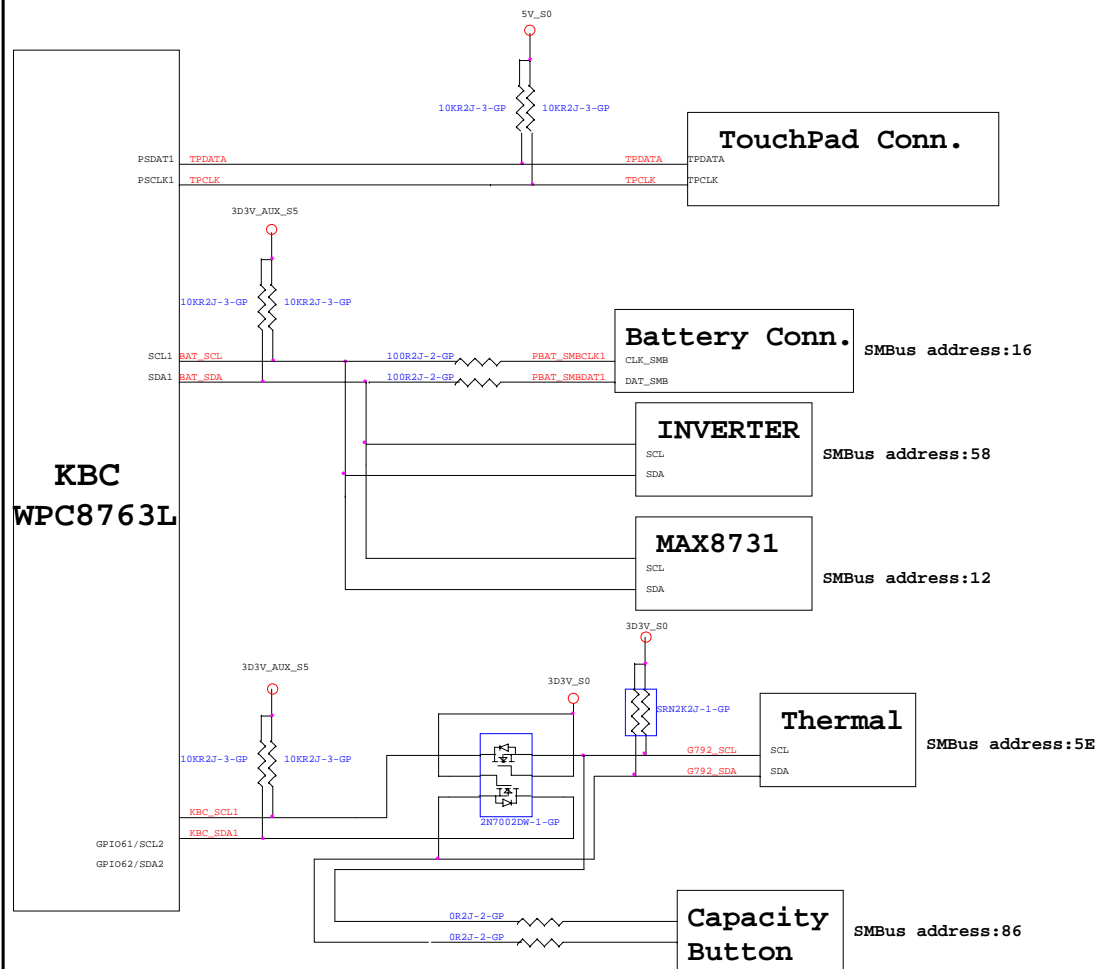 5V_S0
10KR2J-3-GP 10KR2J-3-GP
TouchPad Conn.
PSDAT1 TPDATA TPDATA TPDATA
PSCLK1 TPCLK TPCLK TPCLK
3D3V_AUX_S5
10KR2J-3-GP 10KR2J-3-GP
Battery Conn.
SMBus address:16
SCL1 BAT_SCL 100R2J-2-GP PBAT_SMBCLK1 CLK_SMB
SDA1 BAT_SDA 100R2J-2-GP PBAT_SMBDAT1 DAT_SMB
INVERTER
SCL
SMBus address:58
SDA
KBC
WPC8763L
MAX8731
SCL
SMBus address:12
SDA
3D3V_S0
3D3V_AUX_S5
3D3V_S0
SRN2K2J-1-GP
Thermal
SMBus address:5E
10KR2J-3-GP 10KR2J-3-GP
G792_SCL SCL
G792_SDA SDA
KBC_SCL1
2N7002DW-1-GP
KBC_SDA1
GPIO61/SCL2
GPIO62/SDA2
0R2J-2-GP
0R2J-2-GP
Capacity
Button
SMBus address:86